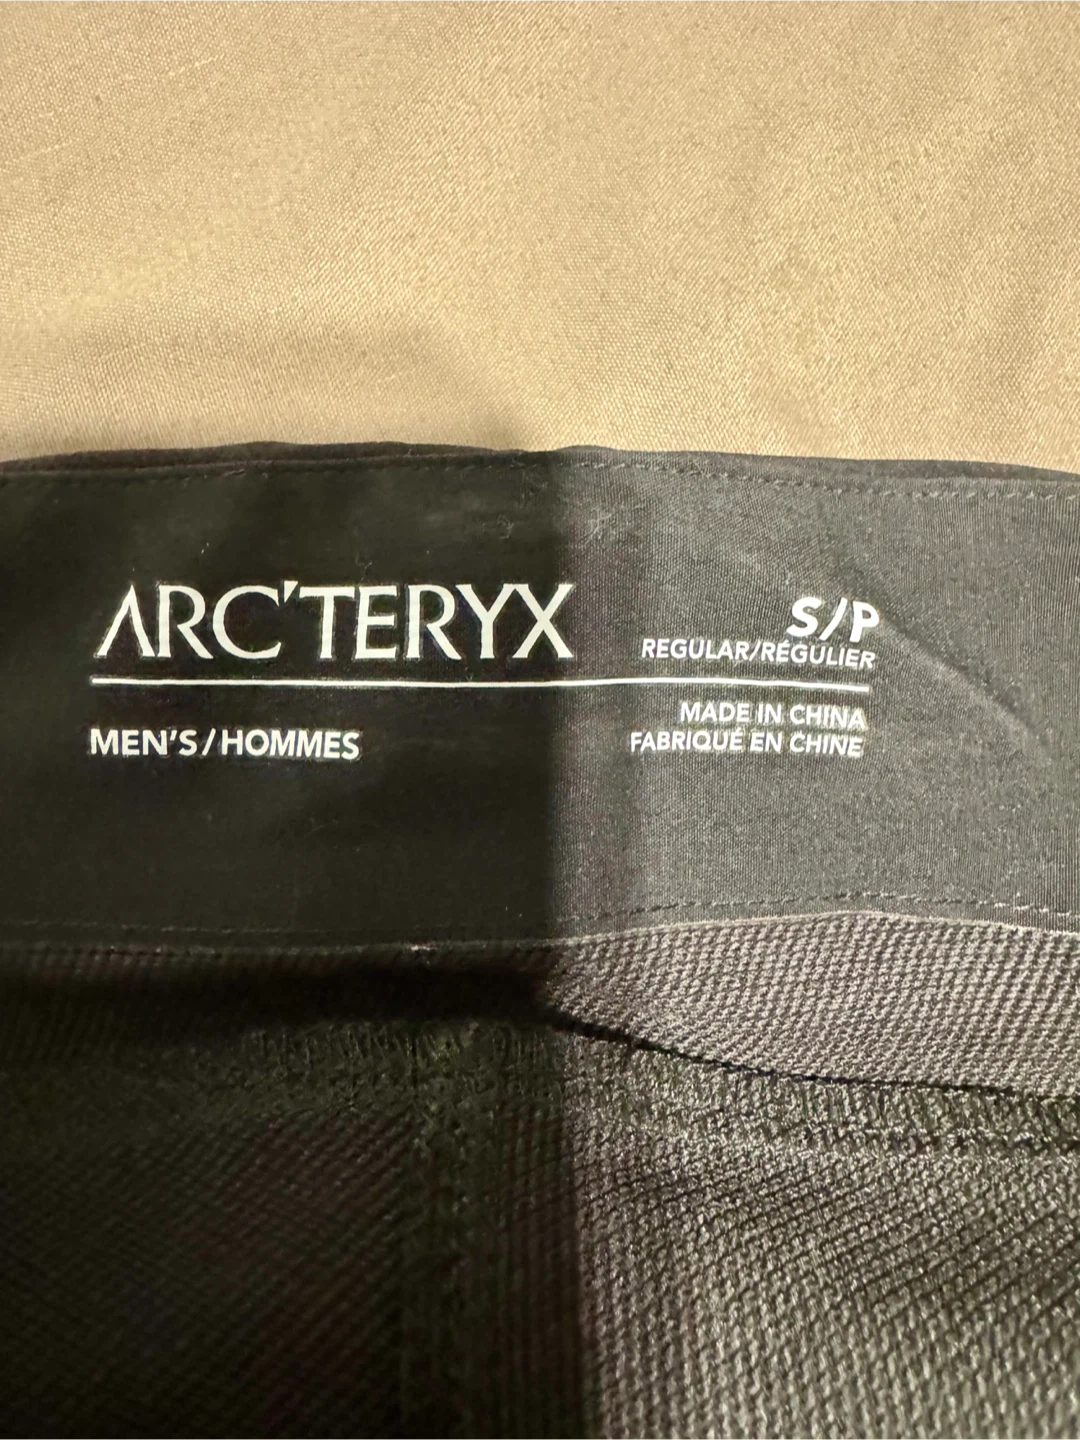 ARC'TERYX
S/P
REGULAR/RÉGULIER
MEN'S/HOMMES
MADE IN CHINA
FABRIQUÉ EN CHINE